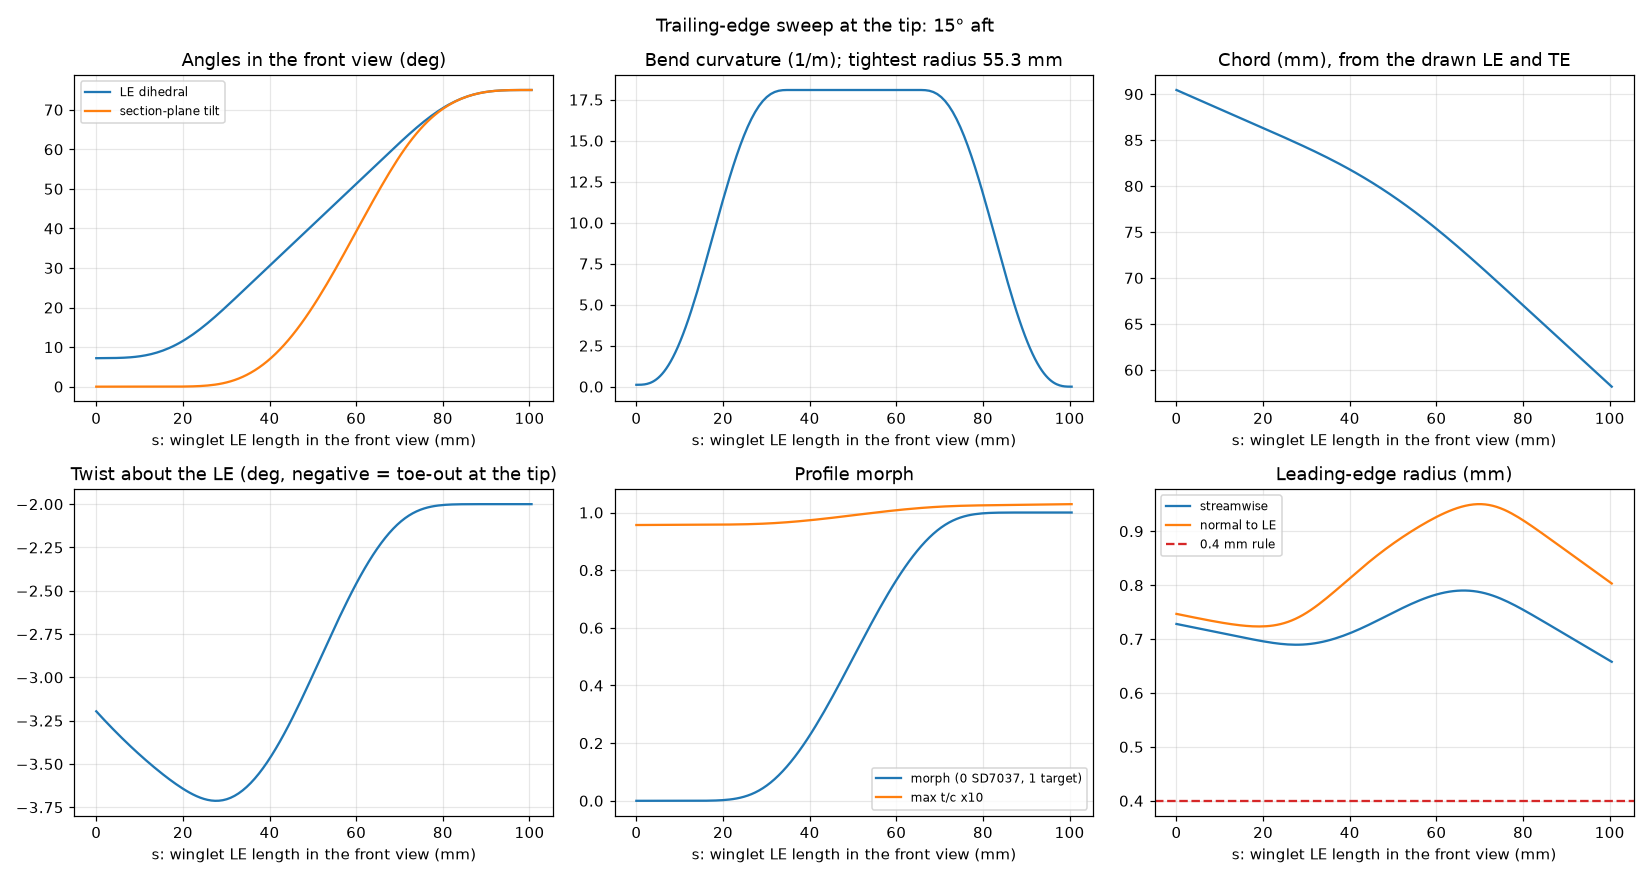 Trailing-edge sweep at the tip: 15° aft
Angles in the front view (deg)
LE dihedral
section-plane tilt
70
60
50
40
30
20
10
0
0 20 40 60 80 100
s: winglet LE length in the front view (mm)
Bend curvature (1/m); tightest radius 55.3 mm
17.5
15.0
12.5
10.0
7.5
5.0
2.5
0.0
0 20 40 60 80 100
s: winglet LE length in the front view (mm)
Chord (mm), from the drawn LE and TE
90
85
80
75
70
65
60
0 20 40 60 80 100
s: winglet LE length in the front view (mm)
Twist about the LE (deg, negative = toe-out at the tip)
−2.00
−2.25
−2.50
−2.75
−3.00
−3.25
−3.50
−3.75
0 20 40 60 80 100
s: winglet LE length in the front view (mm)
Profile morph
1.0
0.8
0.6
0.4
0.2
0.0
morph (0 SD7037, 1 target)
max t/c x10
0 20 40 60 80 100
s: winglet LE length in the front view (mm)
Leading-edge radius (mm)
streamwise
normal to LE
0.4 mm rule
0.9
0.8
0.7
0.6
0.5
0.4
0 20 40 60 80 100
s: winglet LE length in the front view (mm)